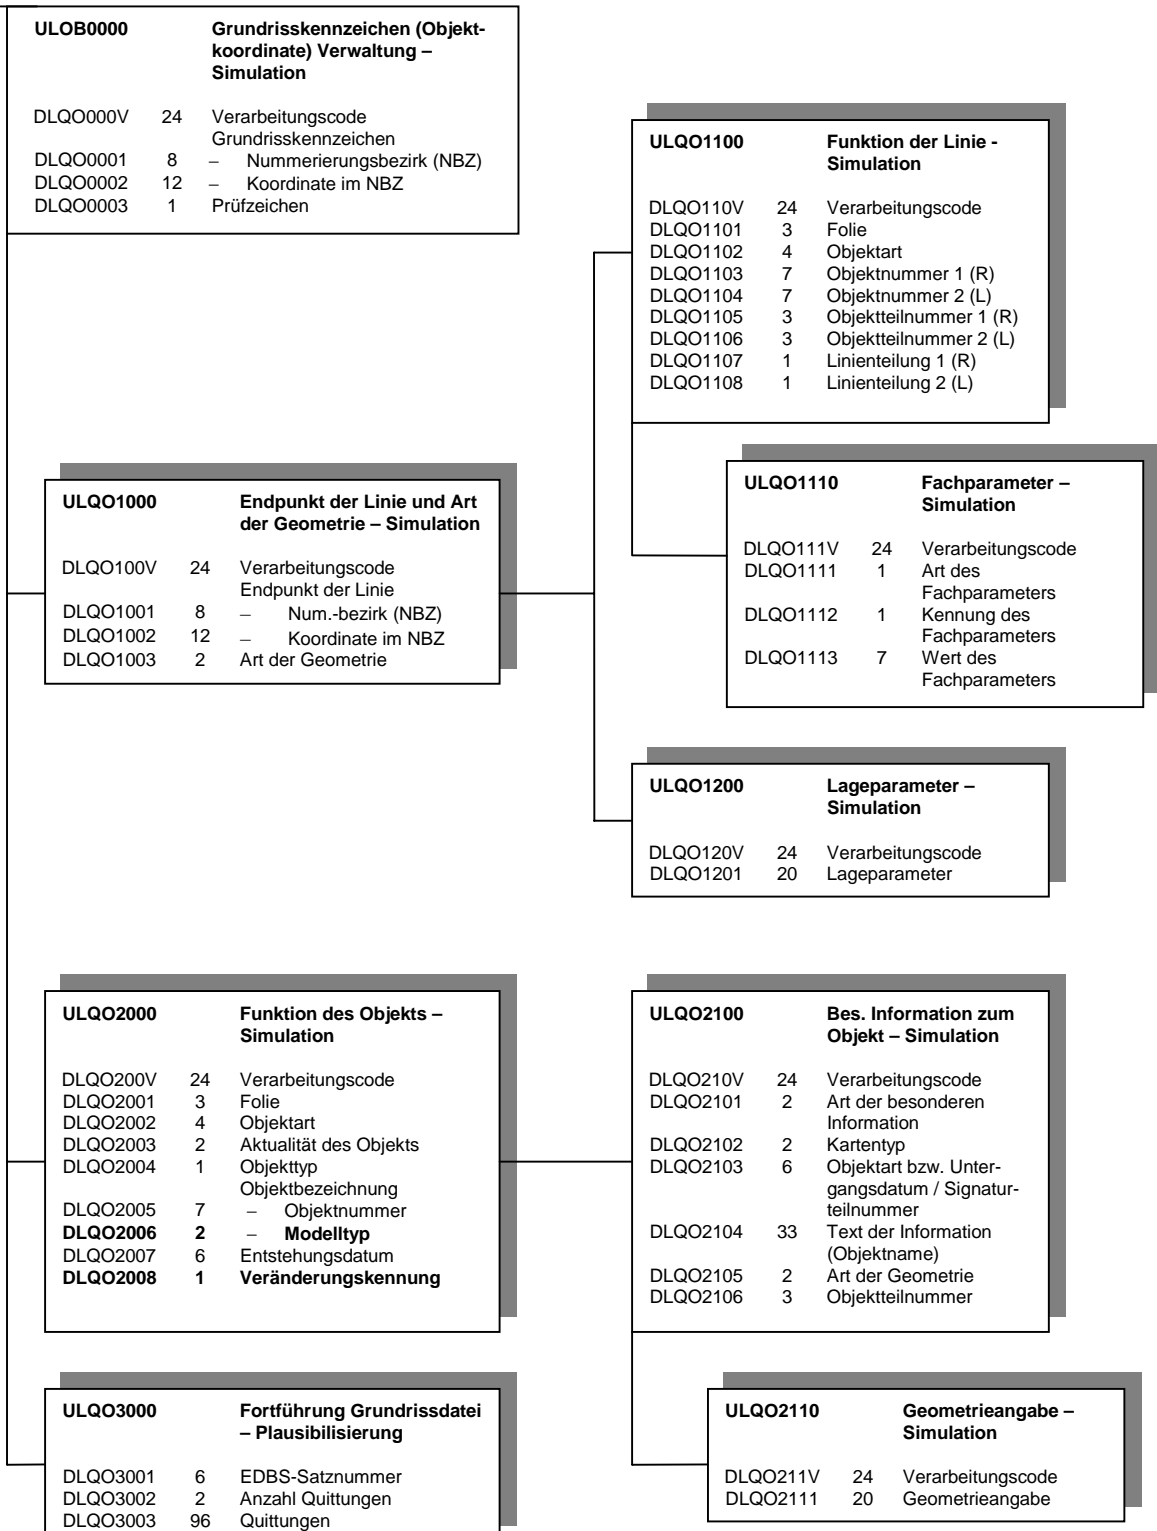 ULOB0000 Grundrisskennzeichen (Objekt-
koordinate) Verwaltung –
Simulation
DLQO000V 24 Verarbeitungscode
Grundrisskennzeichen
DLQO0001 8 – Nummerierungsbezirk (NBZ)
DLQO0002 12 – Koordinate im NBZ
DLQO0003 1 Prüfzeichen
ULQO1100 Funktion der Linie -
Simulation
DLQO110V 24 Verarbeitungscode
DLQO1101 3 Folie
DLQO1102 4 Objektart
DLQO1103 7 Objektnummer 1 (R)
DLQO1104 7 Objektnummer 2 (L)
DLQO1105 3 Objektteilnummer 1 (R)
DLQO1106 3 Objektteilnummer 2 (L)
DLQO1107 1 Linienteilung 1 (R)
DLQO1108 1 Linienteilung 2 (L)
ULQO1110 Fachparameter –
Simulation
DLQO111V 24 Verarbeitungscode
DLQO1111 1 Art des
Fachparameters
DLQO1112 1 Kennung des
Fachparameters
DLQO1113 7 Wert des
Fachparameters
ULQO1000 Endpunkt der Linie und Art
der Geometrie – Simulation
DLQO100V 24 Verarbeitungscode
Endpunkt der Linie
DLQO1001 8 – Num.-bezirk (NBZ)
DLQO1002 12 – Koordinate im NBZ
DLQO1003 2 Art der Geometrie
ULQO1200 Lageparameter –
Simulation
DLQO120V 24 Verarbeitungscode
DLQO1201 20 Lageparameter
ULQO2000 Funktion des Objekts –
Simulation
DLQO200V 24 Verarbeitungscode
DLQO2001 3 Folie
DLQO2002 4 Objektart
DLQO2003 2 Aktualität des Objekts
DLQO2004 1 Objekttyp
Objektbezeichnung
DLQO2005 7 – Objektnummer
DLQO2006 2 – Modelltyp
DLQO2007 6 Entstehungsdatum
DLQO2008 1 Veränderungskennung
ULQO2100 Bes. Information zum
Objekt – Simulation
DLQO210V 24 Verarbeitungscode
DLQO2101 2 Art der besonderen
Information
DLQO2102 2 Kartentyp
DLQO2103 6 Objektart bzw. Unter-
gangsdatum / Signatur-
teilnummer
DLQO2104 33 Text der Information
(Objektname)
DLQO2105 2 Art der Geometrie
DLQO2106 3 Objektteilnummer
ULQO3000 Fortführung Grundrissdatei
– Plausibilisierung
DLQO3001 6 EDBS-Satznummer
DLQO3002 2 Anzahl Quittungen
DLQO3003 96 Quittungen
ULQO2110 Geometrieangabe –
Simulation
DLQO211V 24 Verarbeitungscode
DLQO2111 20 Geometrieangabe